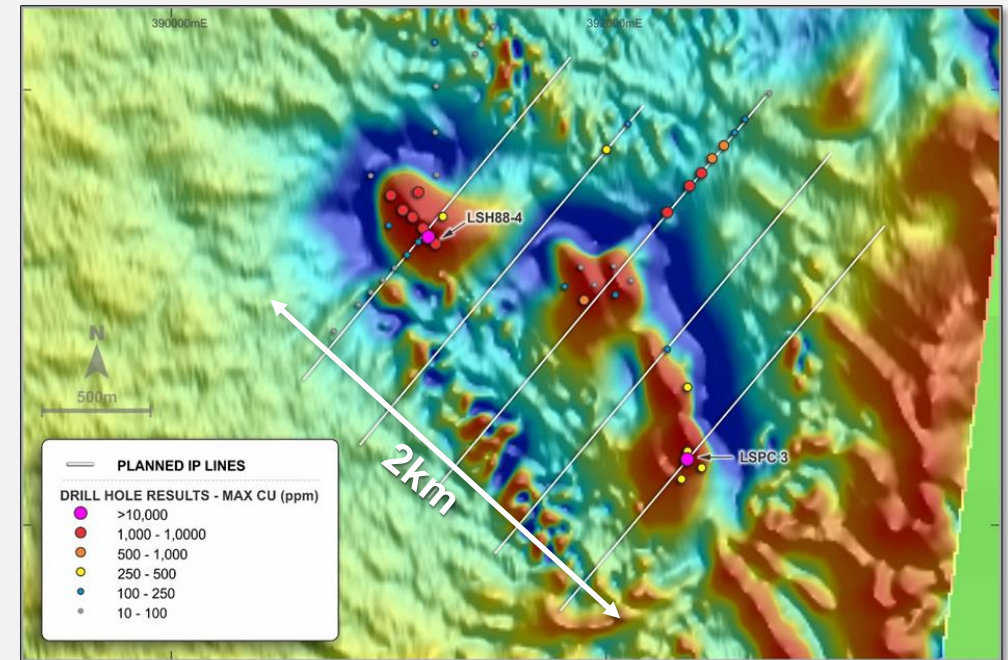 390000mE
392000mE
LSH88-4
N
500m
2km
LSPC 3
PLANNED IP LINES
DRILL HOLE RESULTS - MAX CU (ppm)
>10,000
1,000 - 1,0000
500 - 1,000
250 - 500
100 - 250
10 - 100